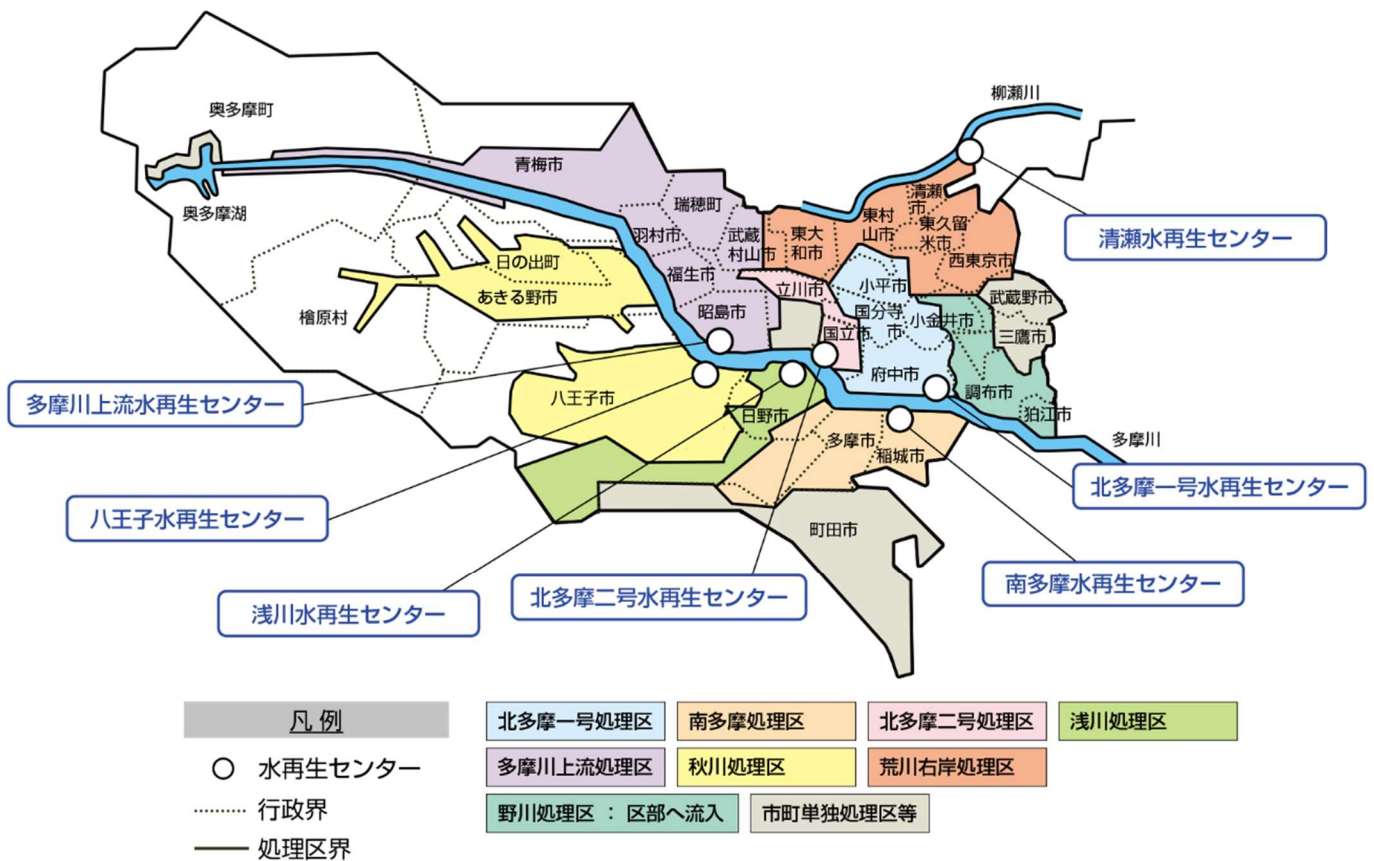 柳瀬川
奥多摩町
青梅市
清瀬
市
奥多摩湖
瑞穂町
東村
山市
東久留
米市
清瀬水再生センター
羽村市
武蔵
村山市
東大
和市
西東京市
日の出町
福生市
立川市
小平市
武蔵野市
あきる野市
檜原村
昭島市
国分寺
市
小金井市
国立市
三鷹市
府中市
多摩川上流水再生センター
八王子市
日野市
調布市
狛江市
多摩市
稲城市
多摩川
北多摩一号水再生センター
八王子水再生センター
町田市
南多摩水再生センター
浅川水再生センター
北多摩二号水再生センター
凡 例
水再生センター
行政界
処理区界
北多摩一号処理区
南多摩処理区
北多摩二号処理区
浅川処理区
多摩川上流処理区
秋川処理区
荒川右岸処理区
野川処理区 : 区部へ流入
市町単独処理区等